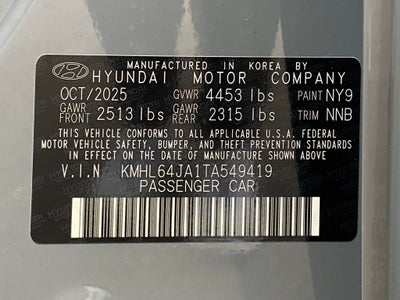 MANUFACTURED IN KOREA BY
HYUNDAI MOTOR COMPANY
OCT/2025 GVWR 4453 lbs PAINT NY9
GAWR FRONT 2513 lbs GAWR REAR 2315 lbs TRIM NNB
THIS VEHICLE CONFORMS TO ALL APPLICABLE U.S.A. FEDERAL
MOTOR VEHICLE SAFETY, BUMPER, AND THEFT PREVENTION
STANDARDS IN EFFECT ON THE DATE OF MANUFACTURE SHOWN ABOVE.
V.I.N KMHL64JA1TA549419
PASSENGER CAR